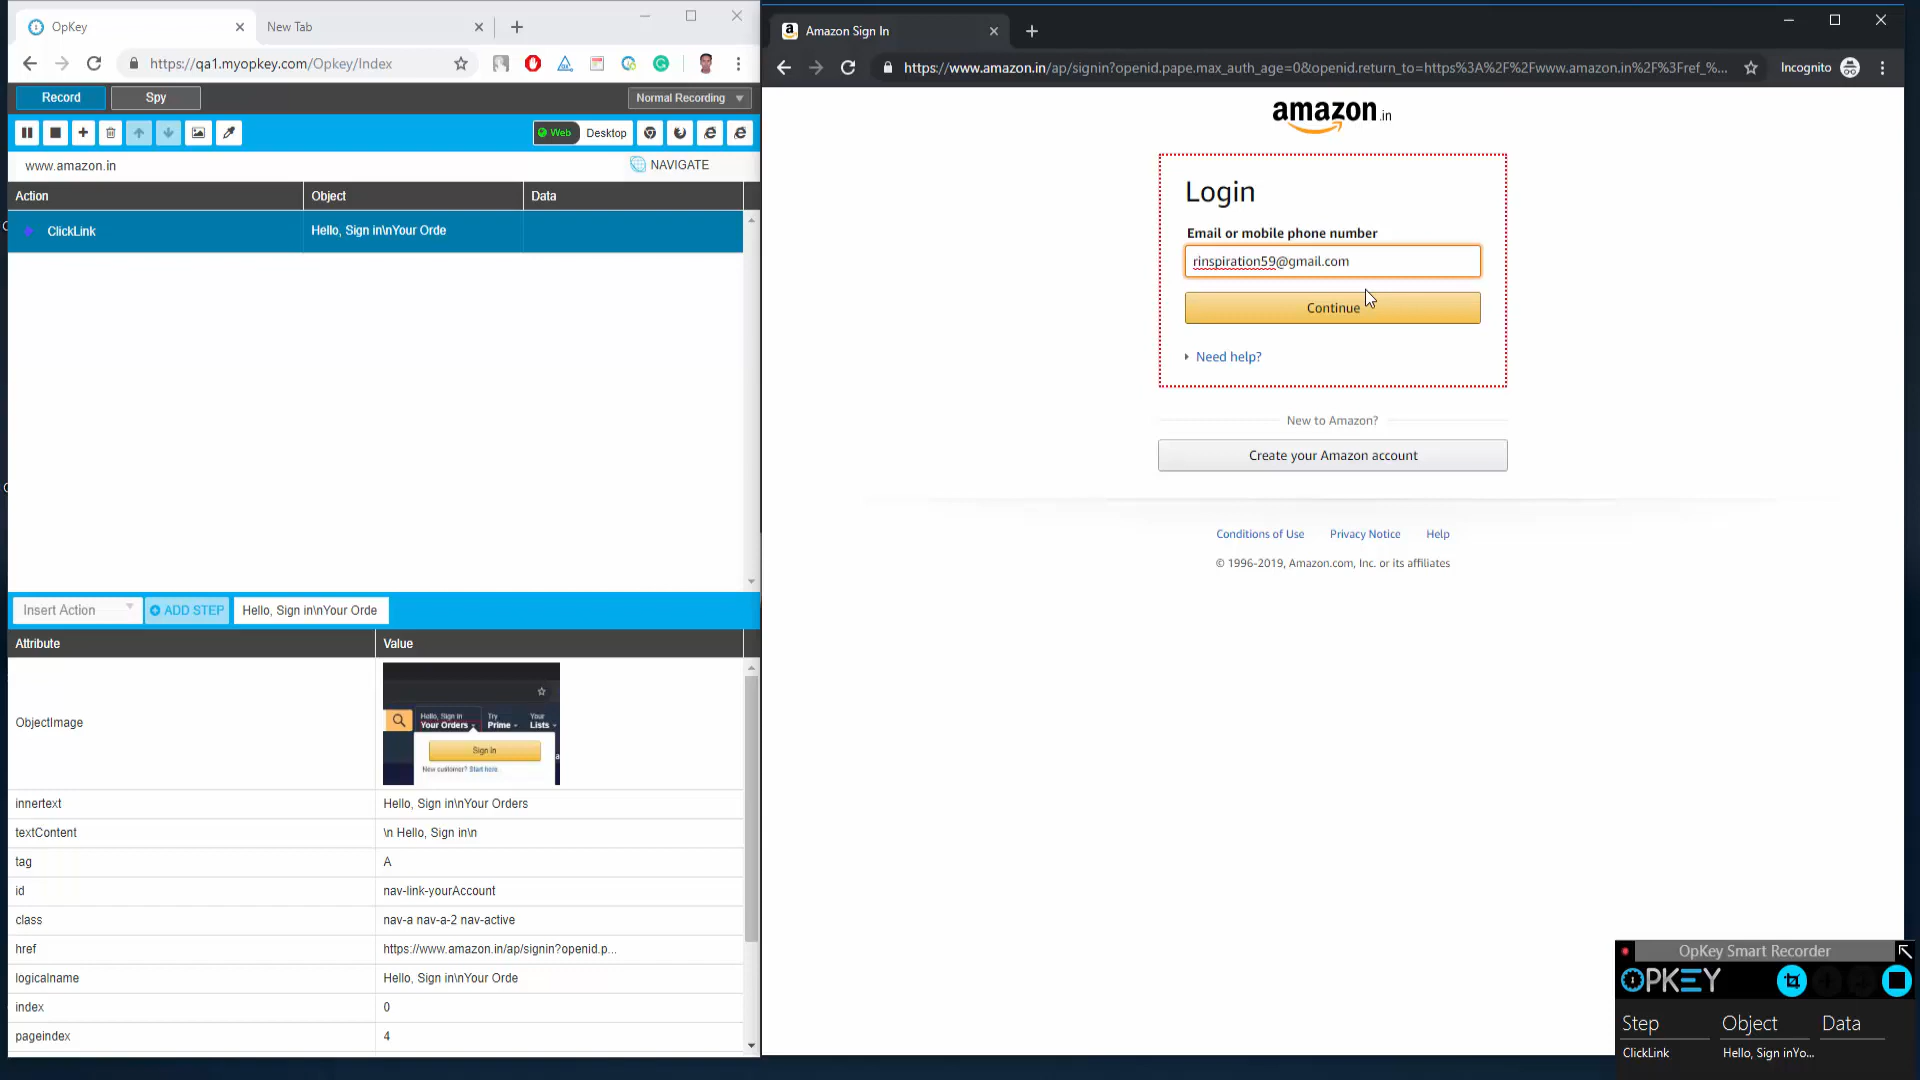 OpKey
New Tab
https://qa1.myopkey.com/Opkey/Index
Record
Spy
Normal Recording
Web
Desktop
www.amazon.in
NAVIGATE
Action
Object
Data
ClickLink
Hello, Sign in\nYour Orde
Insert Action
ADD STEP
Hello, Sign in\nYour Orde
Attribute
Value
ObjectImage
Hello, Sign in
Your Orders
Try
Prime
Your
Lists
Sign in
New customer? Start here.
innertext
Hello, Sign in\nYour Orders
textContent
\n Hello, Sign in\n
tag
A
id
nav-link-yourAccount
class
nav-a nav-a-2 nav-active
href
https://www.amazon.in/ap/signin?openid.p...
logicalname
Hello, Sign in\nYour Orde
index
0
pageindex
4
Amazon Sign In
https://www.amazon.in/ap/signin?openid.pape.max_auth_age=0&openid.return_to=https%3A%2F%2Fwww.amazon.in%2F%3Fref_%...
Incognito
amazon.in
Login
Email or mobile phone number
rinspiration59@gmail.com
Continue
Need help?
New to Amazon?
Create your Amazon account
Conditions of Use
Privacy Notice
Help
© 1996-2019, Amazon.com, Inc. or its affiliates
OpKey Smart Recorder
OPKEY
Step
Object
Data
ClickLink
Hello, Sign inYo...